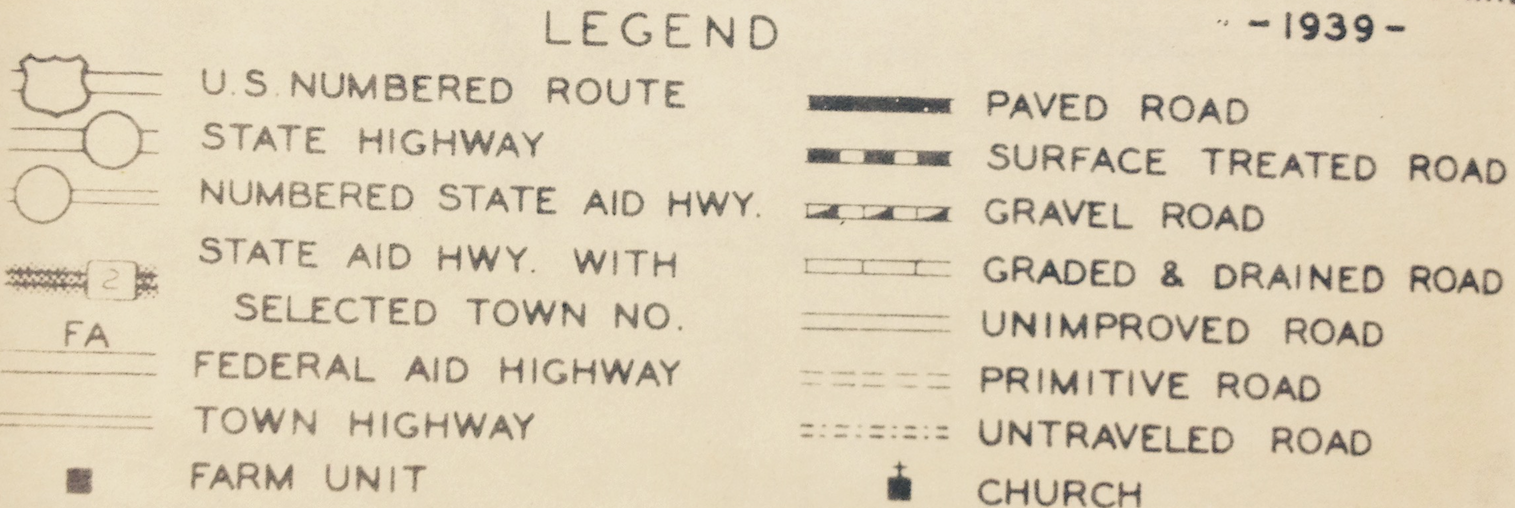 LEGEND
-1939-
U.S. NUMBERED ROUTE
STATE HIGHWAY
NUMBERED STATE AID HWY.
2
STATE AID HWY. WITH
SELECTED TOWN NO.
FA
FEDERAL AID HIGHWAY
TOWN HIGHWAY
FARM UNIT
PAVED ROAD
SURFACE TREATED ROAD
GRAVEL ROAD
GRADED & DRAINED ROAD
UNIMPROVED ROAD
PRIMITIVE ROAD
UNTRAVELED ROAD
CHURCH